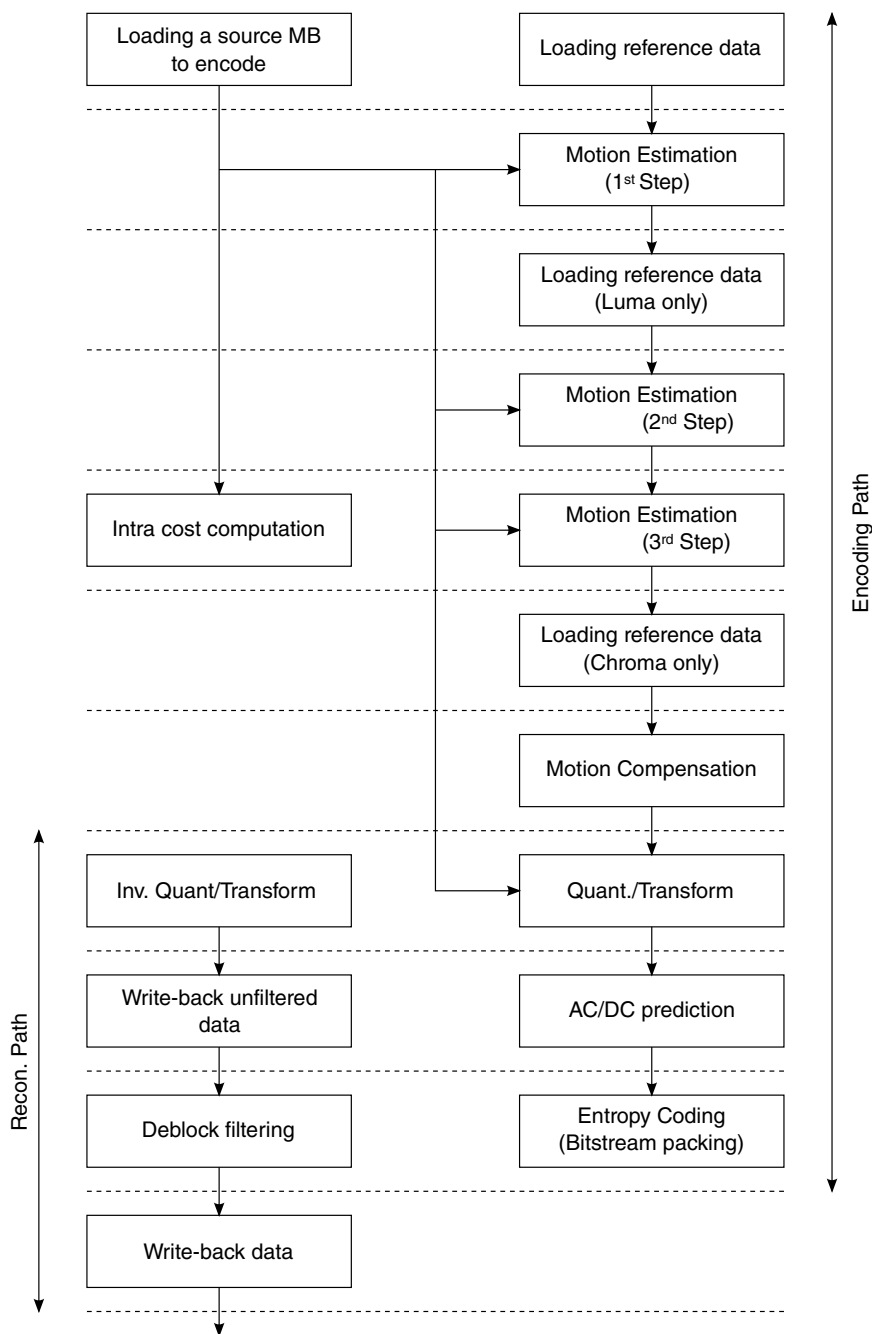 Loading a source MB
to encode
Loading reference data
Motion Estimation
(1st Step)
Loading reference data
(Luma only)
Motion Estimation
(2nd Step)
Intra cost computation
Motion Estimation
(3rd Step)
Encoding Path
Loading reference data
(Chroma only)
Motion Compensation
Inv. Quant/Transform
Quant./Transform
Write-back unfiltered
data
AC/DC prediction
Recon. Path
Deblock filtering
Entropy Coding
(Bitstream packing)
Write-back data